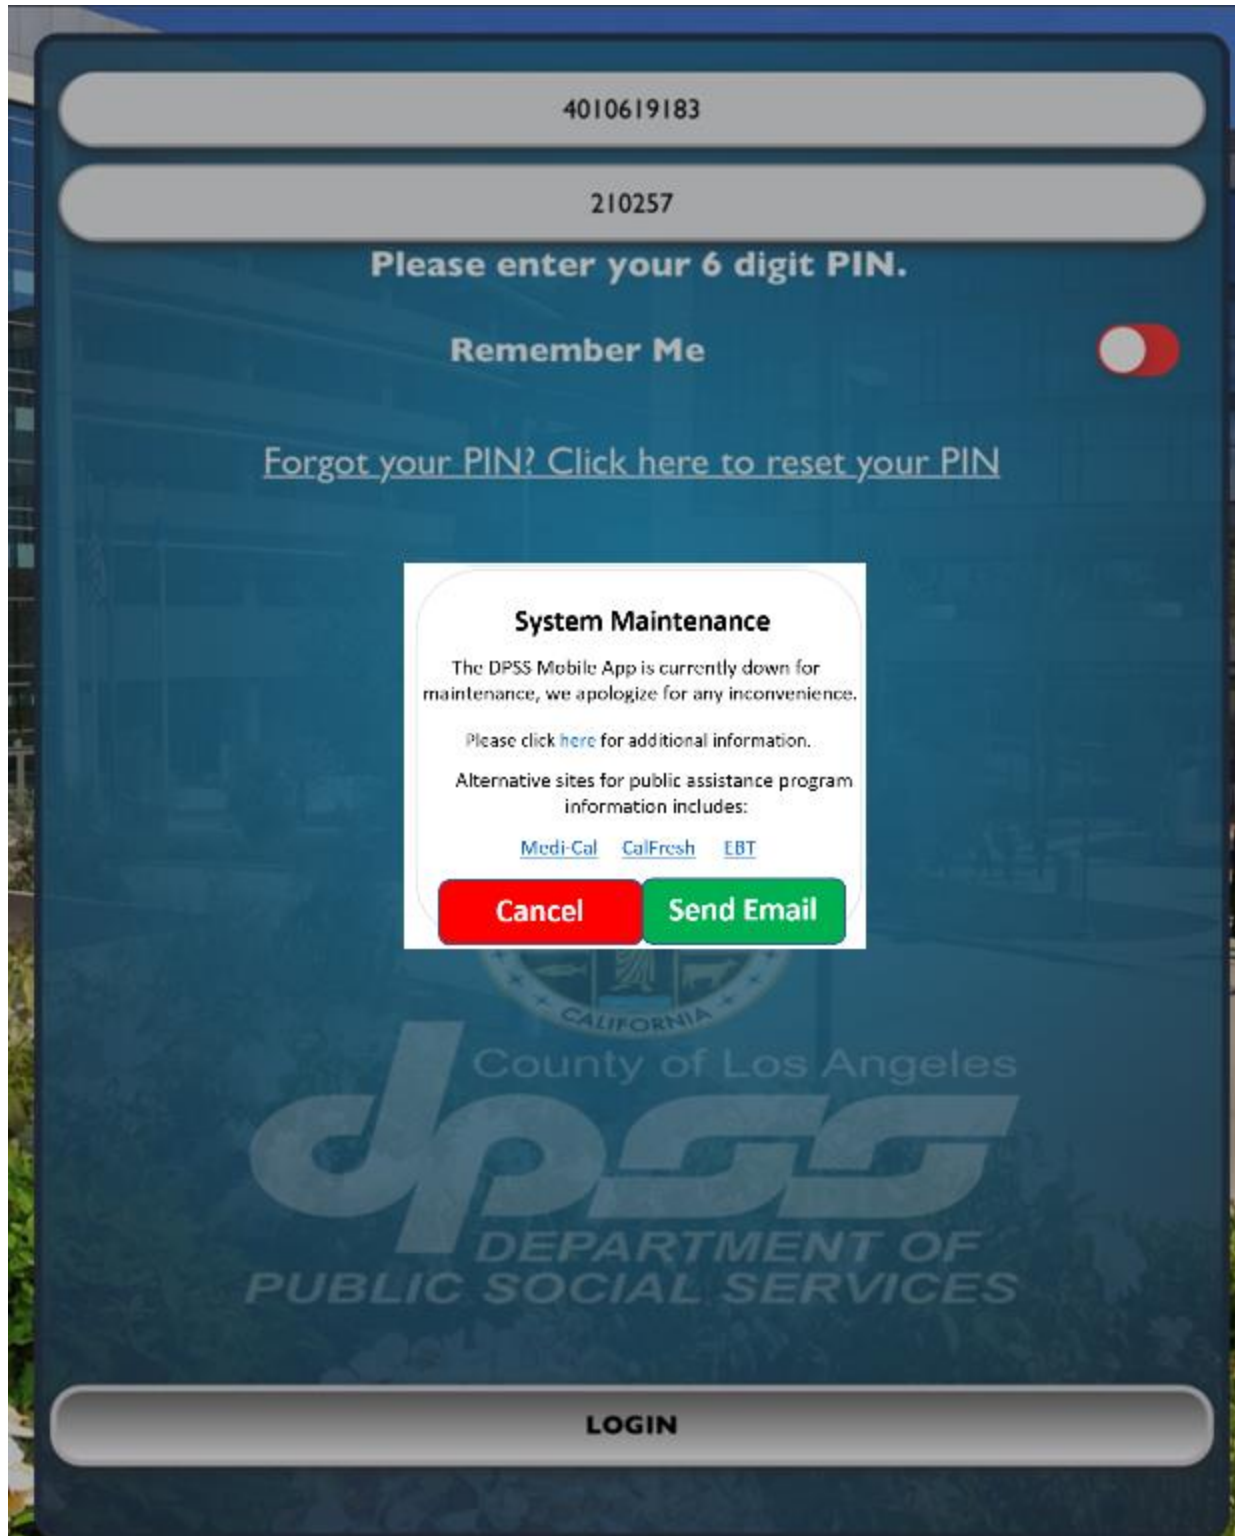 4010619183
210257
Please enter your 6 digit PIN.
Remember Me
Forgot your PIN? Click here to reset your PIN
System Maintenance
The DPSS Mobile App is currently down for
maintenance, we apologize for any inconvenience.
Please click here for additional information.
Alternative sites for public assistance program
information includes:
Medi-Cal CalFresh EBT
Cancel Send Email
CALIFORNIA
County of Los Angeles
dpss
DEPARTMENT OF
PUBLIC SOCIAL SERVICES
LOGIN